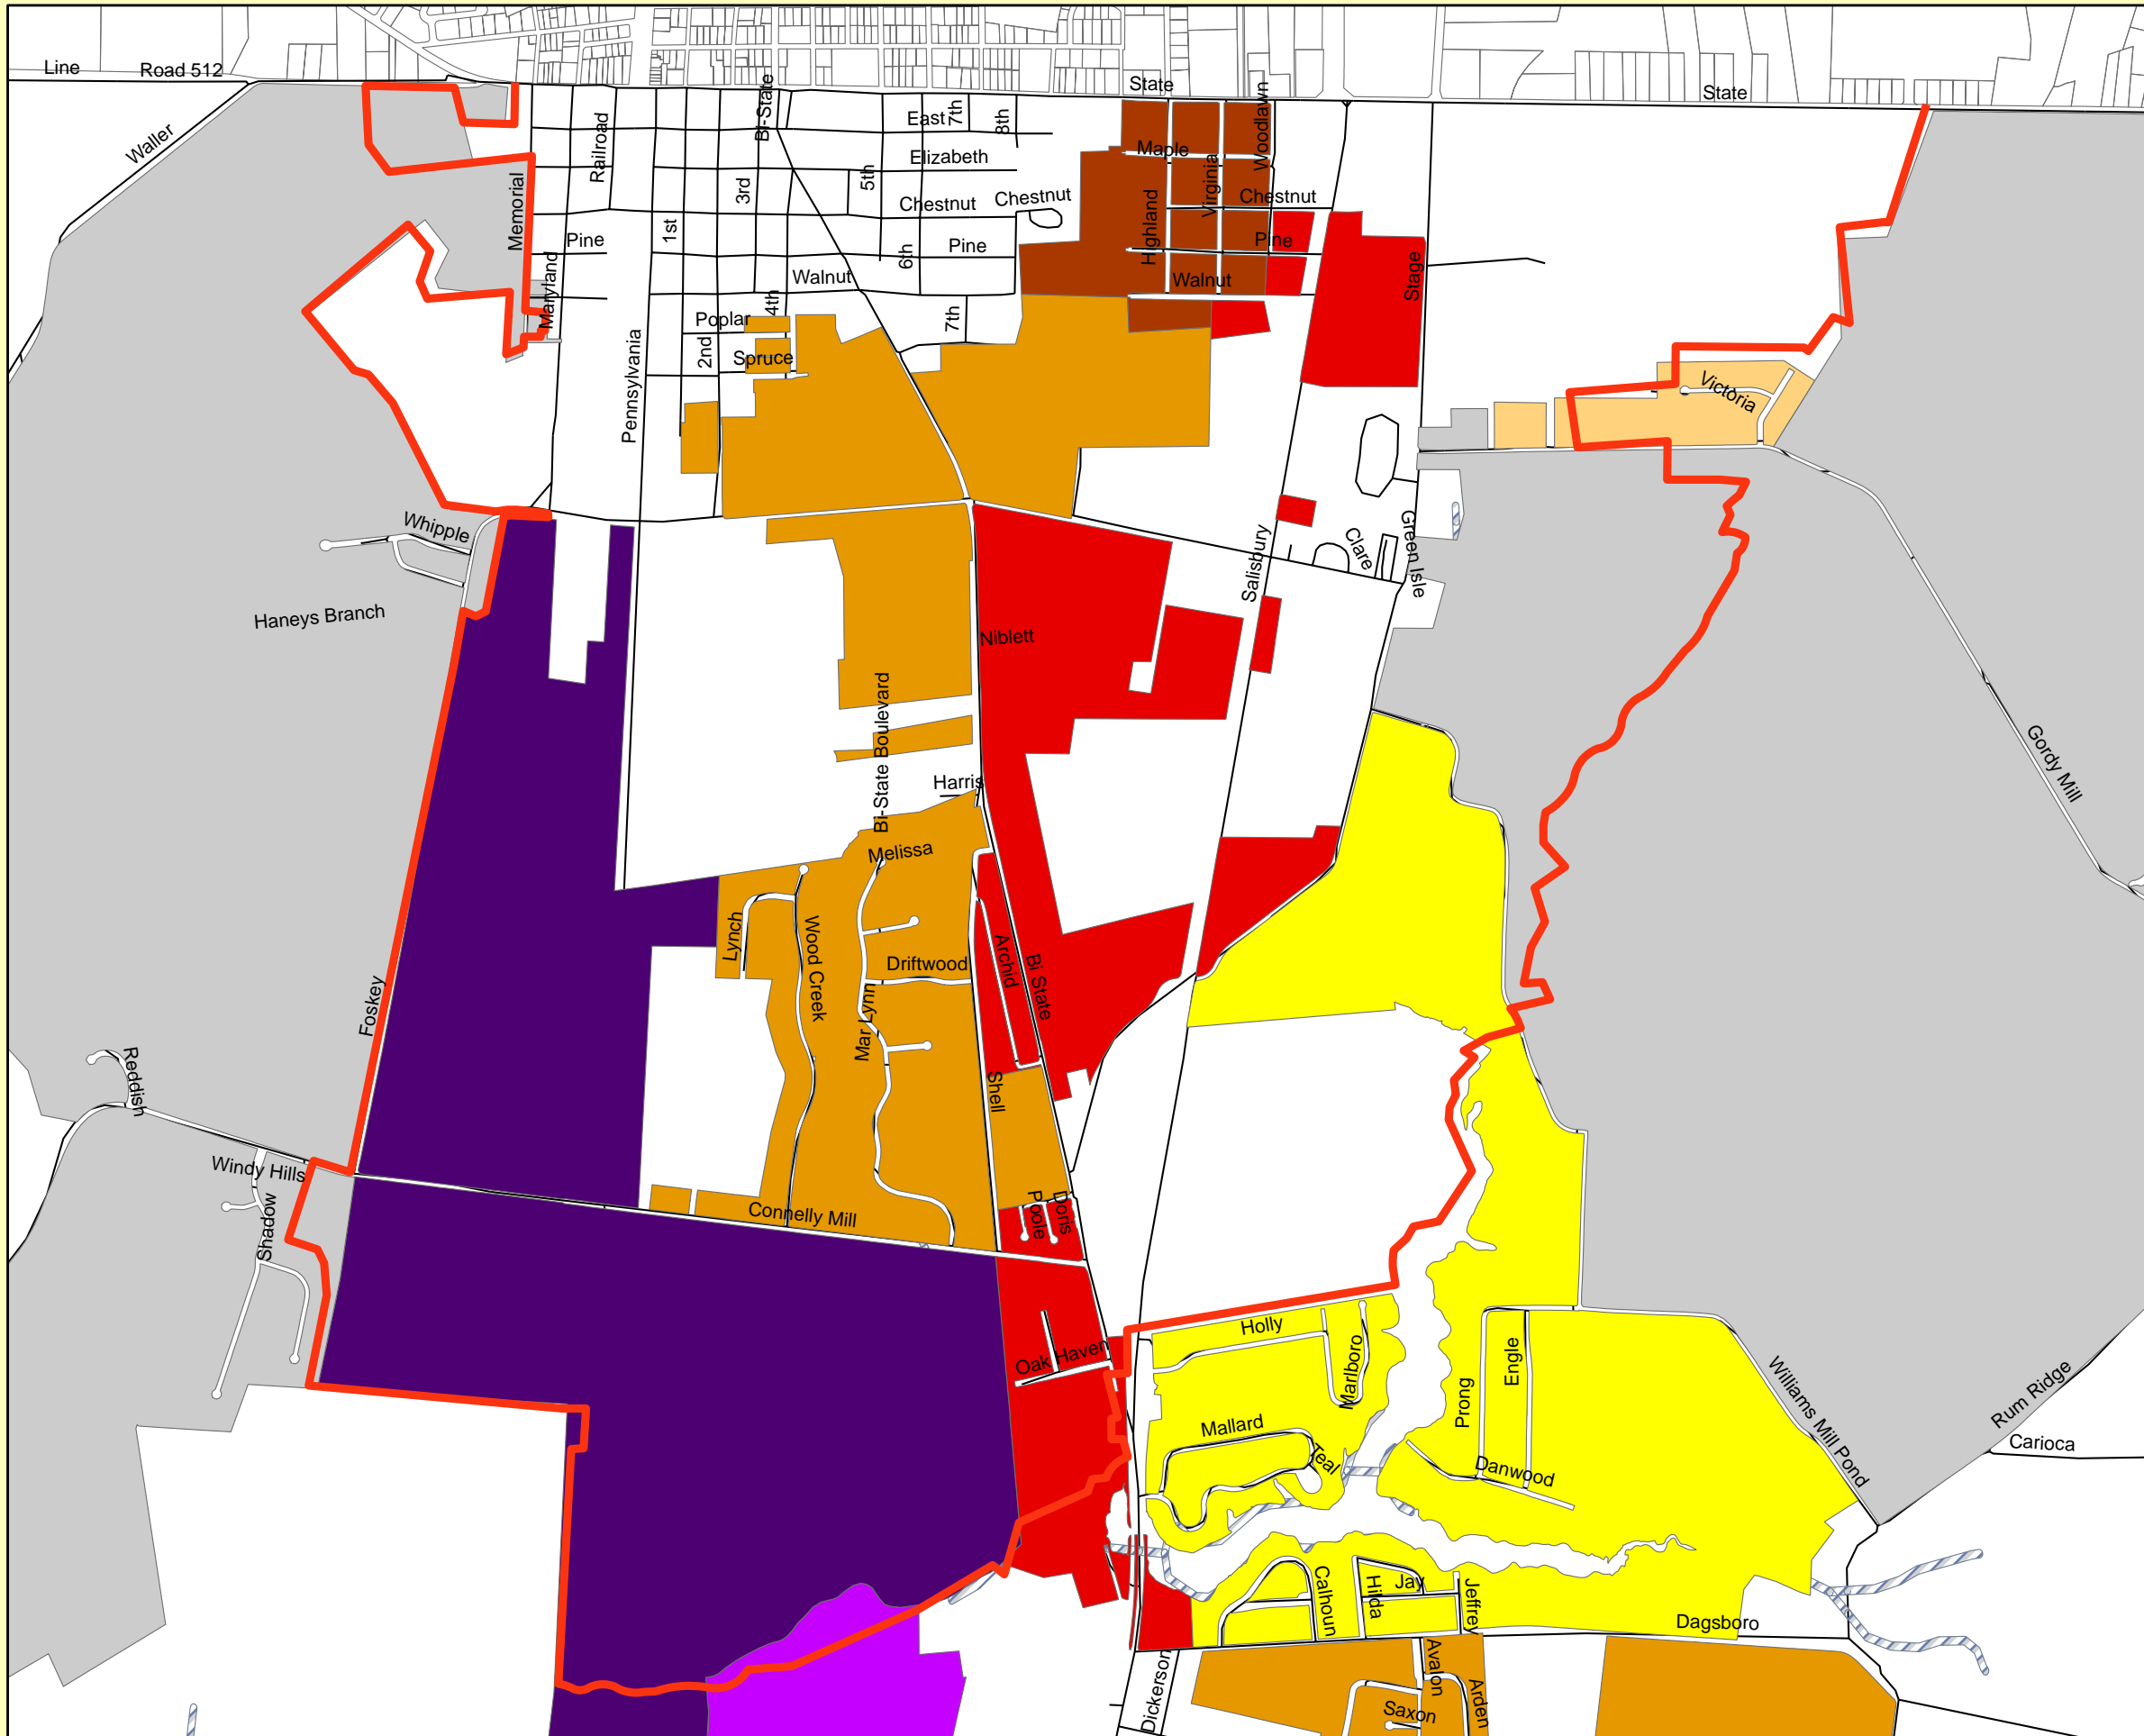 Line
Road 512
State
State
Waller
Railroad
Bi-State
East
7th
8th
Woodlawn
Maple
Elizabeth
Virginia
Memorial
3rd
5th
Chestnut
Chestnut
Chestnut
Highland
1st
Pine
6th
Pine
Pine
Maryland
Walnut
Walnut
Stage
4th
Poplar
7th
Pennsylvania
2nd
Spruce
Victoria
Whipple
Clare
Green Isle
Salisbury
Haneys Branch
Niblett
Bi-State Boulevard
Harris
Gordy Mill
Melissa
Lynch
Wood Creek
Driftwood
Archid
Bi State
Mar Lynn
Foskey
Reddish
Shell
Windy Hills
Shadow
Connelly Mill
Poole
Doris
Holly
Marlboro
Engle
Oak Haven
Prong
Williams Mill Pond
Rum Ridge
Mallard
Teal
Danwood
Carioca
Calhoun
Hilda
Jay
Jeffrey
Dagsboro
Dickerson
Avalon
Arden
Saxon